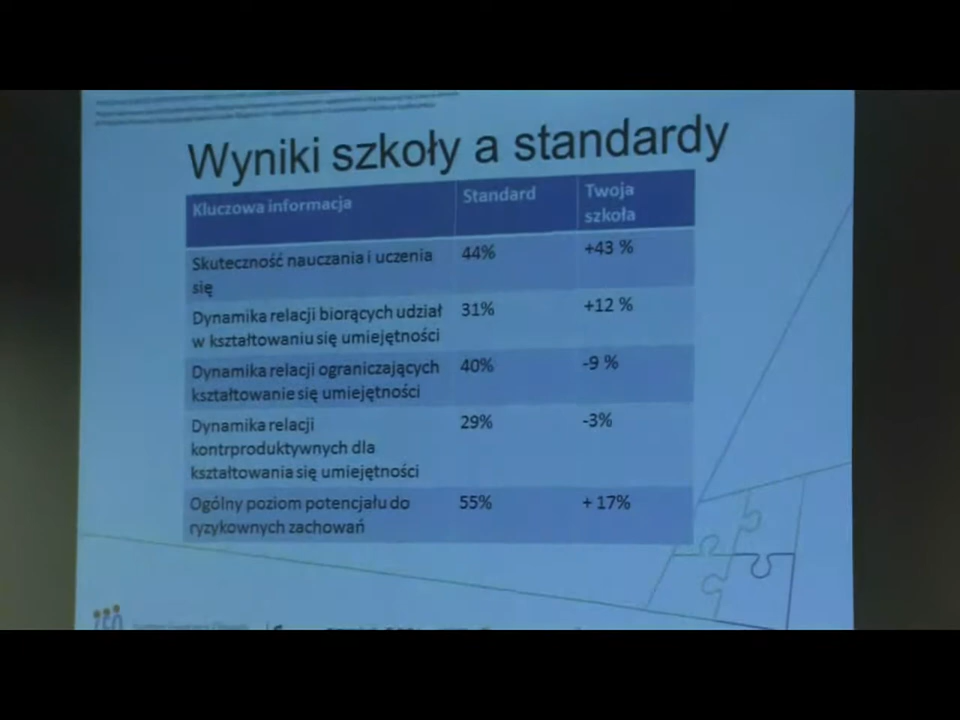 Wyniki szkoły a standardy
Kluczowa informacja Standard Twoja
szkoła
Skuteczność nauczania i uczenia 44% +43 %
się
Dynamika relacji biorących udział 31% +12 %
w kształtowaniu się umiejętności
Dynamika relacji ograniczających 40% -9 %
kształtowanie się umiejętności
Dynamika relacji 29% -3%
kontrproduktywnych dla
kształtowania się umiejętności
Ogólny poziom potencjału do 55% + 17%
ryzykownych zachowań